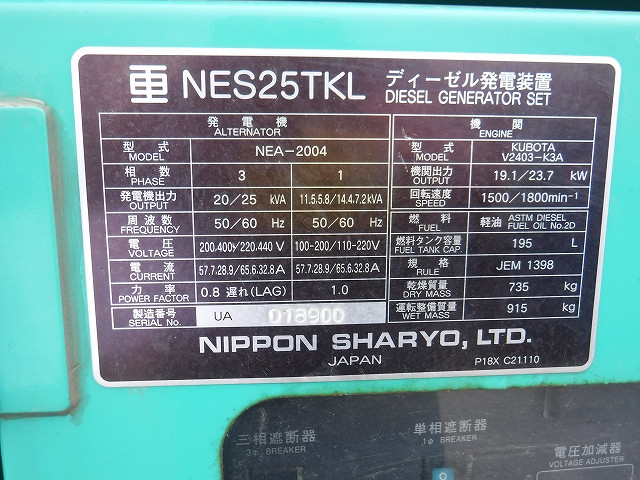 NES25TKL ディーゼル発電装置
DIESEL GENERATOR SET
発電機
ALTERNATOR
型式
MODEL
NEA-2004
相数
PHASE
3
1
発電機出力
OUTPUT
20/25 kVA
11.5-5.8/14.4-7.2kVA
周波数
FREQUENCY
50/60 Hz
50/60 Hz
電圧
VOLTAGE
200.400/220.440 V
100-200/110-220V
電流
CURRENT
57.7-28.9/65.6-32.8A
57.7-28.9/65.6-32.8A
力率
POWER FACTOR
0.8 遅れ(LAG)
1.0
製造番号
SERIAL No.
UA 018900
機関
ENGINE
型式
MODEL
KUBOTA
V2403-K3A
機関出力
OUTPUT
19.1/23.7 kW
回転速度
SPEED
1500/1800min-1
燃料
FUEL
軽油 ASTM DIESEL
FUEL OIL No.2D
燃料タンク容量
FUEL TANK CAP.
195 L
規格
RULE
JEM 1398
乾燥質量
DRY MASS
735 kg
運転整備質量
WET MASS
915 kg
NIPPON SHARYO, LTD.
JAPAN
P18X C21110
三相遮断器
3φ BREAKER
単相遮断器
1φ BREAKER
電圧加減器
VOLTAGE ADJUSTER